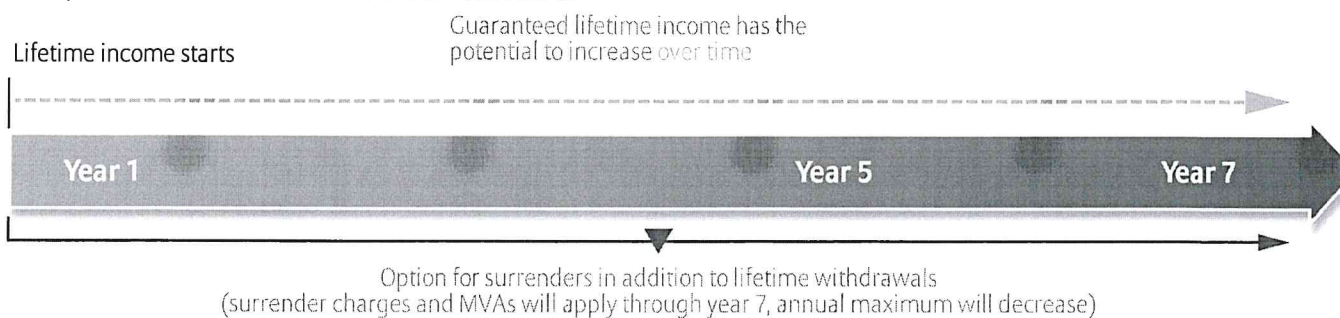 Guaranteed lifetime income has the
Lifetime income starts
potential to increase over time
Year 1
Year 5
Year 7
Option for surrenders in addition to lifetime withdrawals
(surrender charges and MVAs will apply through year 7, annual maximum will decrease)